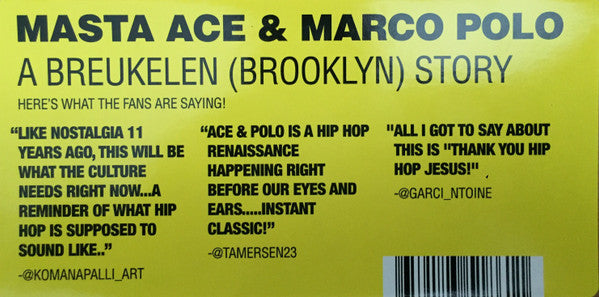 MASTA ACE & MARCO POLO
A BREUKELEN (BROOKLYN) STORY
HERE'S WHAT THE FANS ARE SAYING!
"LIKE NOSTALGIA 11
YEARS AGO, THIS WILL BE
WHAT THE CULTURE
NEEDS RIGHT NOW...A
REMINDER OF WHAT HIP
HOP IS SUPPOSED TO
SOUND LIKE.."
-@KOMANAPALLI_ART
"ACE & POLO IS A HIP HOP
RENAISSANCE
HAPPENING RIGHT
BEFORE OUR EYES AND
EARS.....INSTANT
CLASSIC!"
-@TAMERSEN23
"ALL I GOT TO SAY ABOUT
THIS IS "THANK YOU HIP
HOP JESUS!"
-@GARCI_NTOINE